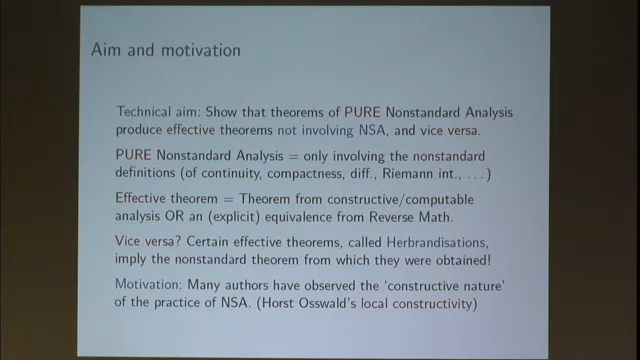 Aim and motivation
Technical aim: Show that theorems of PURE Nonstandard Analysis
produce effective theorems not involving NSA, and vice versa.
PURE Nonstandard Analysis = only involving the nonstandard
definitions (of continuity, compactness, diff., Riemann int., . . . )
Effective theorem = Theorem from constructive/computable
analysis OR an (explicit) equivalence from Reverse Math.
Vice versa? Certain effective theorems, called Herbrandisations,
imply the nonstandard theorem from which they were obtained!
Motivation: Many authors have observed the ‘constructive nature’
of the practice of NSA. (Horst Osswald's local constructivity)